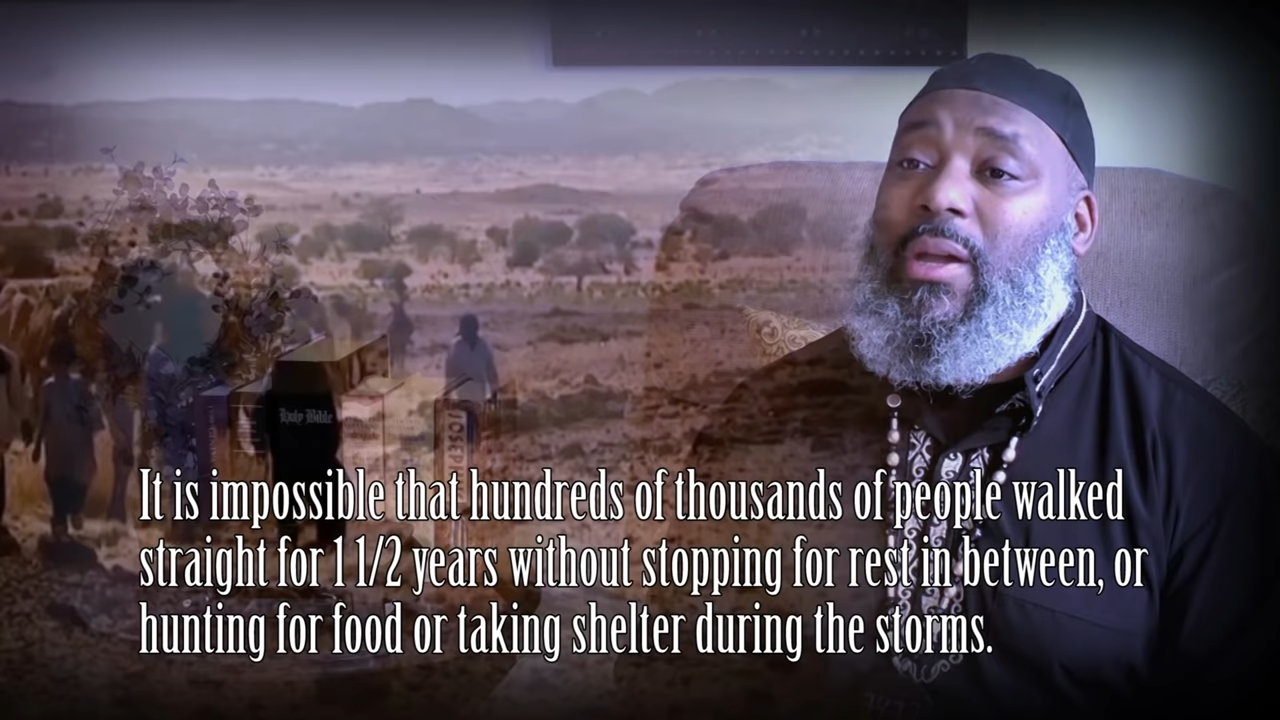 Holy Bible
JOSEP
It is impossible that hundreds of thousands of people walked
straight for 1 1/2 years without stopping for rest in between, or
hunting for food or taking shelter during the storms.